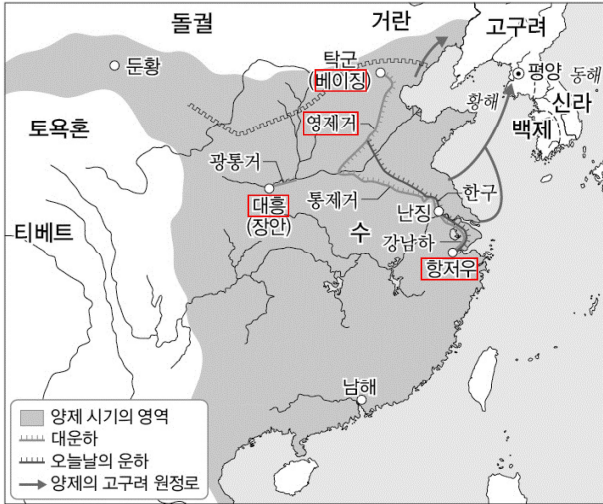 돌궐
거란
고구려
둔황
탁군
(베이징)
평양
동해
황해
신라
백제
토욕혼
영제거
광통거
대흥
(장안)
통제거
한구
난징
티베트
수
강남하
항저우
남해
양제 시기의 영역
대운하
오늘날의 운하
양제의 고구려 원정로